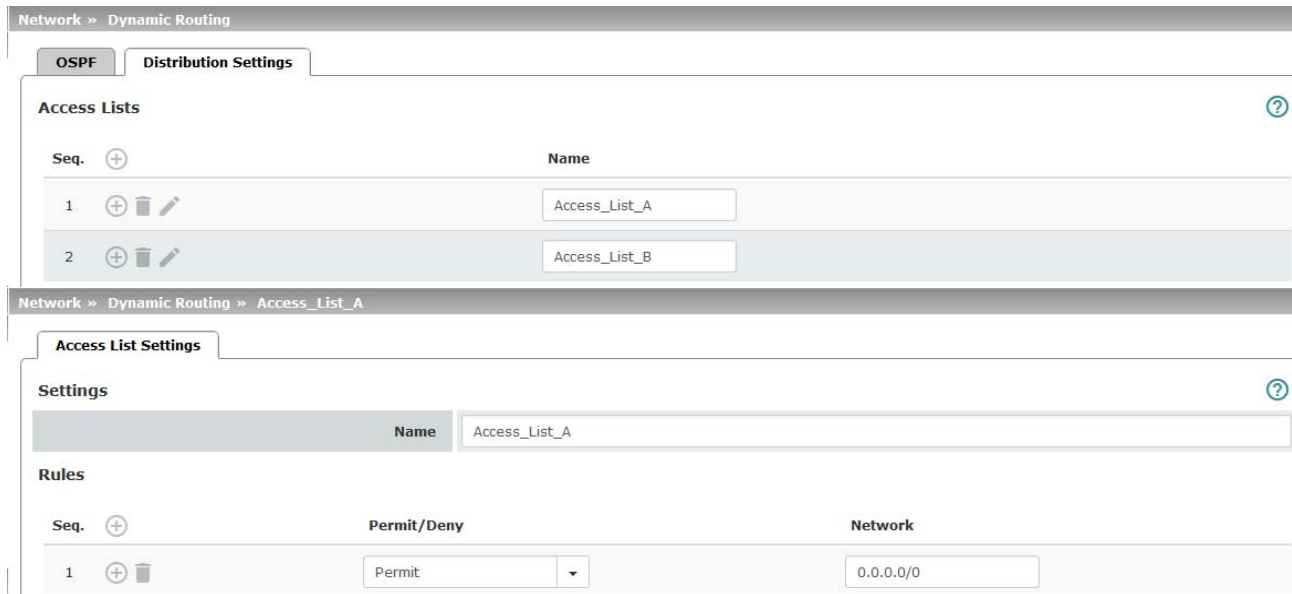 Network » Dynamic Routing
OSPF Distribution Settings
Access Lists
Seq. Name
1 Access_List_A
2 Access_List_B
Network » Dynamic Routing » Access_List_A
Access List Settings
Settings
Name Access_List_A
Rules
Seq. Permit/Deny Network
1 Permit 0.0.0.0/0